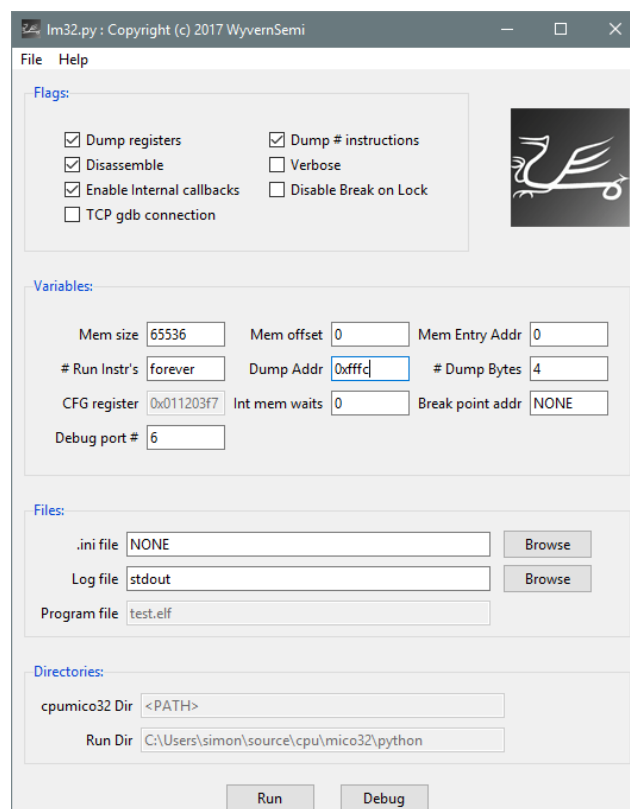 lm32.py : Copyright (c) 2017 WyvernSemi
File Help
Flags:
Dump registers Dump # instructions
Disassemble Verbose
Enable Internal callbacks Disable Break on Lock
TCP gdb connection
Variables:
Mem size 65536 Mem offset 0 Mem Entry Addr 0
# Run Instr's forever Dump Addr 0xfffc # Dump Bytes 4
CFG register 0x011203f7 Int mem waits 0 Break point addr NONE
Debug port # 6
Files:
.ini file NONE Browse
Log file stdout Browse
Program file test.elf
Directories:
cpumico32 Dir <PATH>
Run Dir C:\Users\simon\source\cpu\mico32\python
Run Debug